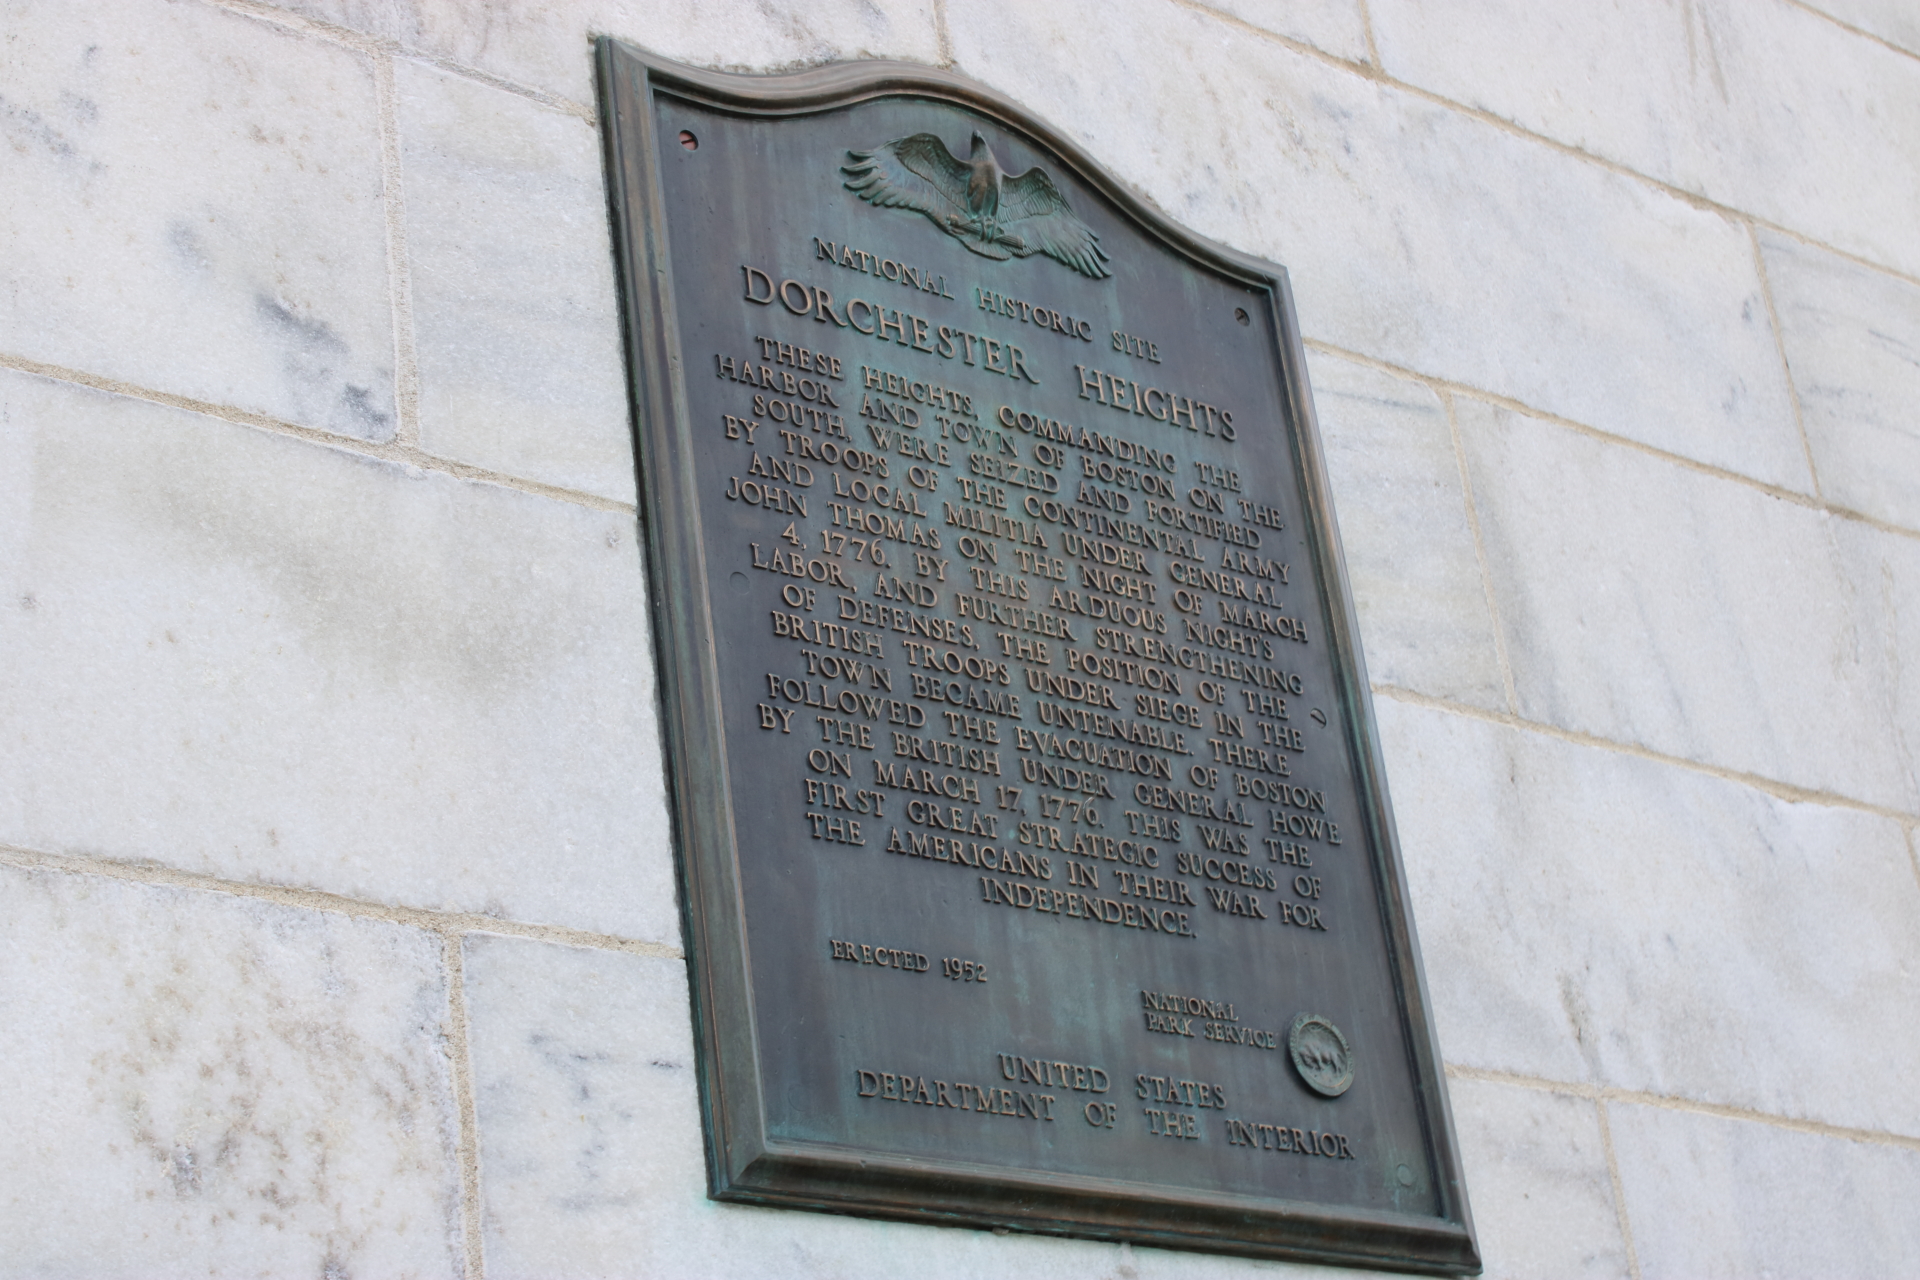 NATIONAL HISTORIC SITE
DORCHESTER HEIGHTS
THESE HEIGHTS, COMMANDING THE
HARBOR AND TOWN OF BOSTON ON THE
SOUTH, WERE SEIZED AND FORTIFIED
BY TROOPS OF THE CONTINENTAL ARMY
AND LOCAL MILITIA UNDER GENERAL
JOHN THOMAS ON THE NIGHT OF MARCH
4, 1776. BY THIS ARDUOUS NIGHT'S
LABOR, AND FURTHER STRENGTHENING
OF DEFENSES, THE POSITION OF THE
BRITISH TROOPS UNDER SIEGE IN THE
TOWN BECAME UNTENABLE. THERE
FOLLOWED THE EVACUATION OF BOSTON
BY THE BRITISH UNDER GENERAL HOWE
ON MARCH 17, 1776. THIS WAS THE
FIRST GREAT STRATEGIC SUCCESS OF
THE AMERICANS IN THEIR WAR FOR
INDEPENDENCE.
ERECTED 1952
NATIONAL
PARK SERVICE
UNITED STATES
DEPARTMENT OF THE INTERIOR